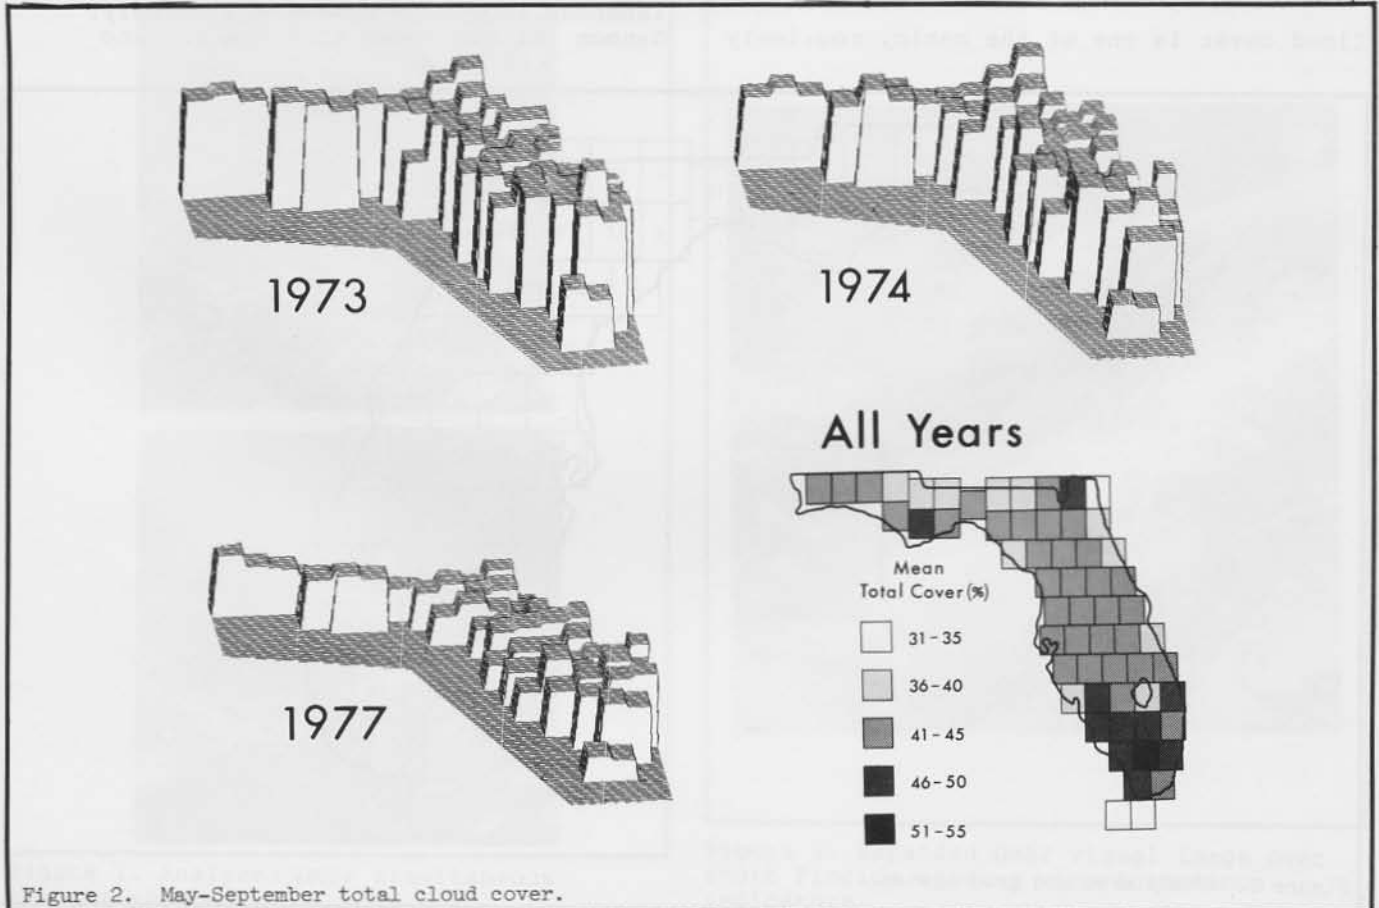 1973
1974
1977
All Years
Mean
Total Cover (%)
31-35
36-40
41-45
46-50
51-55
Figure 2. May-September total cloud cover.